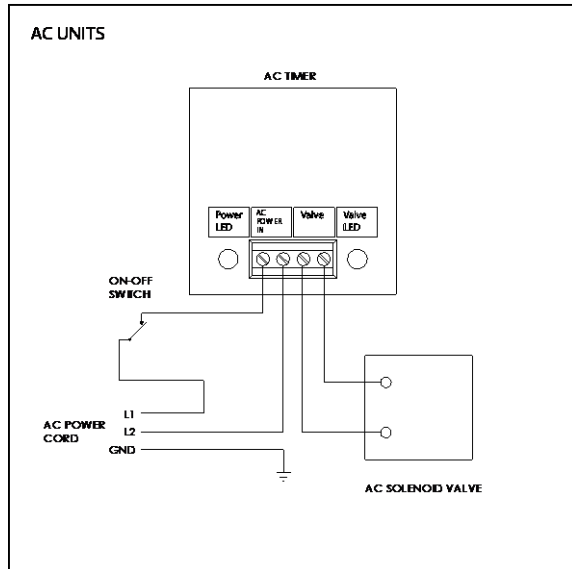 AC UNITS
AC TIMER
Power
LED
AC
POWER
IN
Valve
Valve
LED
ON-OFF
SWITCH
L1
AC POWER
CORD
L2
GND
AC SOLENOID VALVE